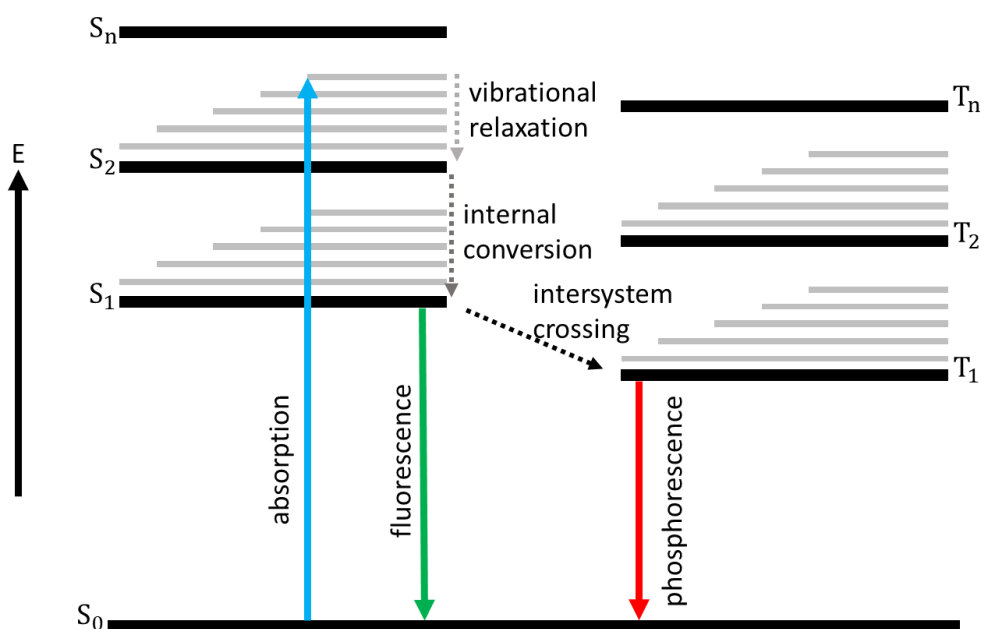 Sₙ
vibrational
relaxation
Tₙ
E
S₂
T₂
internal
conversion
S₁
intersystem
crossing
T₁
absorption
fluorescence
phosphorescence
S₀